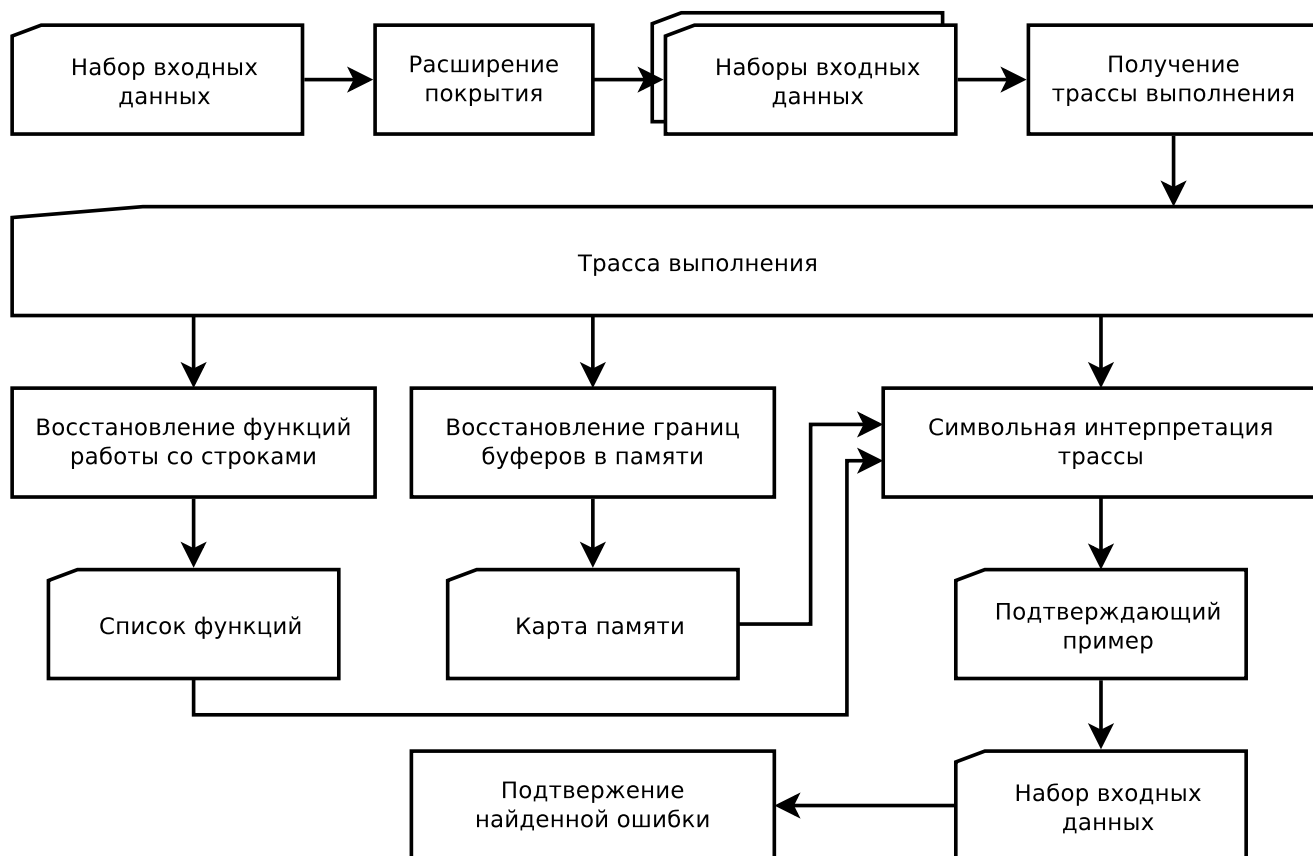 Набор входных
данных
Расширение
покрытия
Наборы входных
данных
Получение
трассы выполнения
Трасса выполнения
Восстановление функций
работы со строками
Восстановление границ
буферов в памяти
Символьная интерпретация
трассы
Список функций
Карта памяти
Подтверждающий
пример
Подтвержение
найденной ошибки
Набор входных
данных